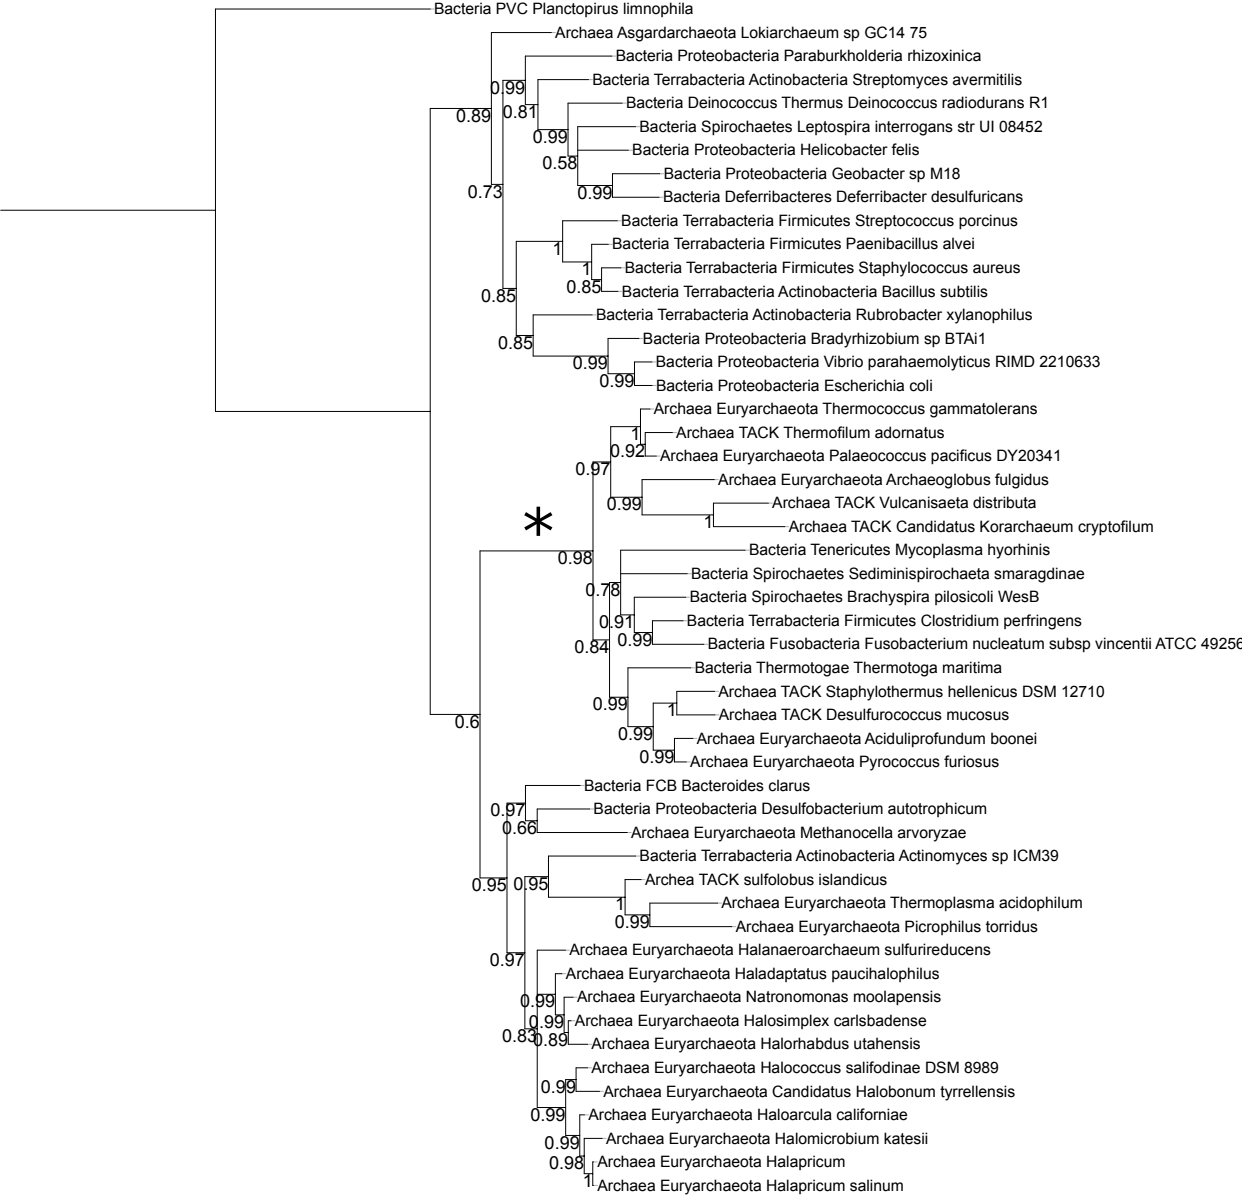 Bacteria PVC Planctopirus limnophila
Archaea Asgardarchaeota Lokiarchaeum sp GC14 75
Bacteria Proteobacteria Paraburkholderia rhizoxinica
Bacteria Terrabacteria Actinobacteria Streptomyces avermitilis
0.99
Bacteria Deinococcus Thermus Deinococcus radiodurans R1
0.81
0.89
Bacteria Spirochaetes Leptospira interrogans str UI 08452
0.99
Bacteria Proteobacteria Helicobacter felis
0.58
Bacteria Proteobacteria Geobacter sp M18
0.73
0.99
Bacteria Deferribacteres Deferribacter desulfuricans
Bacteria Terrabacteria Firmicutes Streptococcus porcinus
Bacteria Terrabacteria Firmicutes Paenibacillus alvei
1
Bacteria Terrabacteria Firmicutes Staphylococcus aureus
1
0.85
Bacteria Terrabacteria Actinobacteria Bacillus subtilis
0.85
Bacteria Terrabacteria Actinobacteria Rubrobacter xylanophilus
Bacteria Proteobacteria Bradyrhizobium sp BTAi1
0.85
Bacteria Proteobacteria Vibrio parahaemolyticus RIMD 2210633
0.99
0.99
Bacteria Proteobacteria Escherichia coli
Archaea Euryarchaeota Thermococcus gammatolerans
Archaea TACK Thermofilum adornatus
1
0.92
Archaea Euryarchaeota Palaeococcus pacificus DY20341
0.97
Archaea Euryarchaeota Archaeoglobus fulgidus
0.99
Archaea TACK Vulcanisaeta distributa
*
1
Archaea TACK Candidatus Korarchaeum cryptofilum
Bacteria Tenericutes Mycoplasma hyorhinis
0.98
Bacteria Spirochaetes Sediminispirochaeta smaragdinae
0.78
Bacteria Spirochaetes Brachyspira pilosicoli WesB
0.91
Bacteria Terrabacteria Firmicutes Clostridium perfringens
0.84
0.99
Bacteria Fusobacteria Fusobacterium nucleatum subsp vincentii ATCC 49256
Bacteria Thermotogae Thermotoga maritima
Archaea TACK Staphylothermus hellenicus DSM 12710
0.99
1
Archaea TACK Desulfurococcus mucosus
0.6
0.99
Archaea Euryarchaeota Aciduliprofundum boonei
0.99
Archaea Euryarchaeota Pyrococcus furiosus
Bacteria FCB Bacteroides clarus
0.97
Bacteria Proteobacteria Desulfobacterium autotrophicum
0.66
Archaea Euryarchaeota Methanocella arvoryzae
Bacteria Terrabacteria Actinobacteria Actinomyces sp ICM39
0.95
0.95
Archea TACK sulfolobus islandicus
1
Archaea Euryarchaeota Thermoplasma acidophilum
0.99
Archaea Euryarchaeota Picrophilus torridus
Archaea Euryarchaeota Halanaeroarchaeum sulfurireducens
0.97
Archaea Euryarchaeota Haladaptatus paucihalophilus
0.99
Archaea Euryarchaeota Natronomonas moolapensis
0.99
Archaea Euryarchaeota Halosimplex carlsbadense
0.83
0.89
Archaea Euryarchaeota Halorhabdus utahensis
Archaea Euryarchaeota Halococcus salifodinae DSM 8989
0.99
Archaea Euryarchaeota Candidatus Halobonum tyrrellensis
0.99
Archaea Euryarchaeota Haloarcula californiae
0.99
Archaea Euryarchaeota Halomicrobium katesii
0.98
Archaea Euryarchaeota Halapricum
1
Archaea Euryarchaeota Halapricum salinum